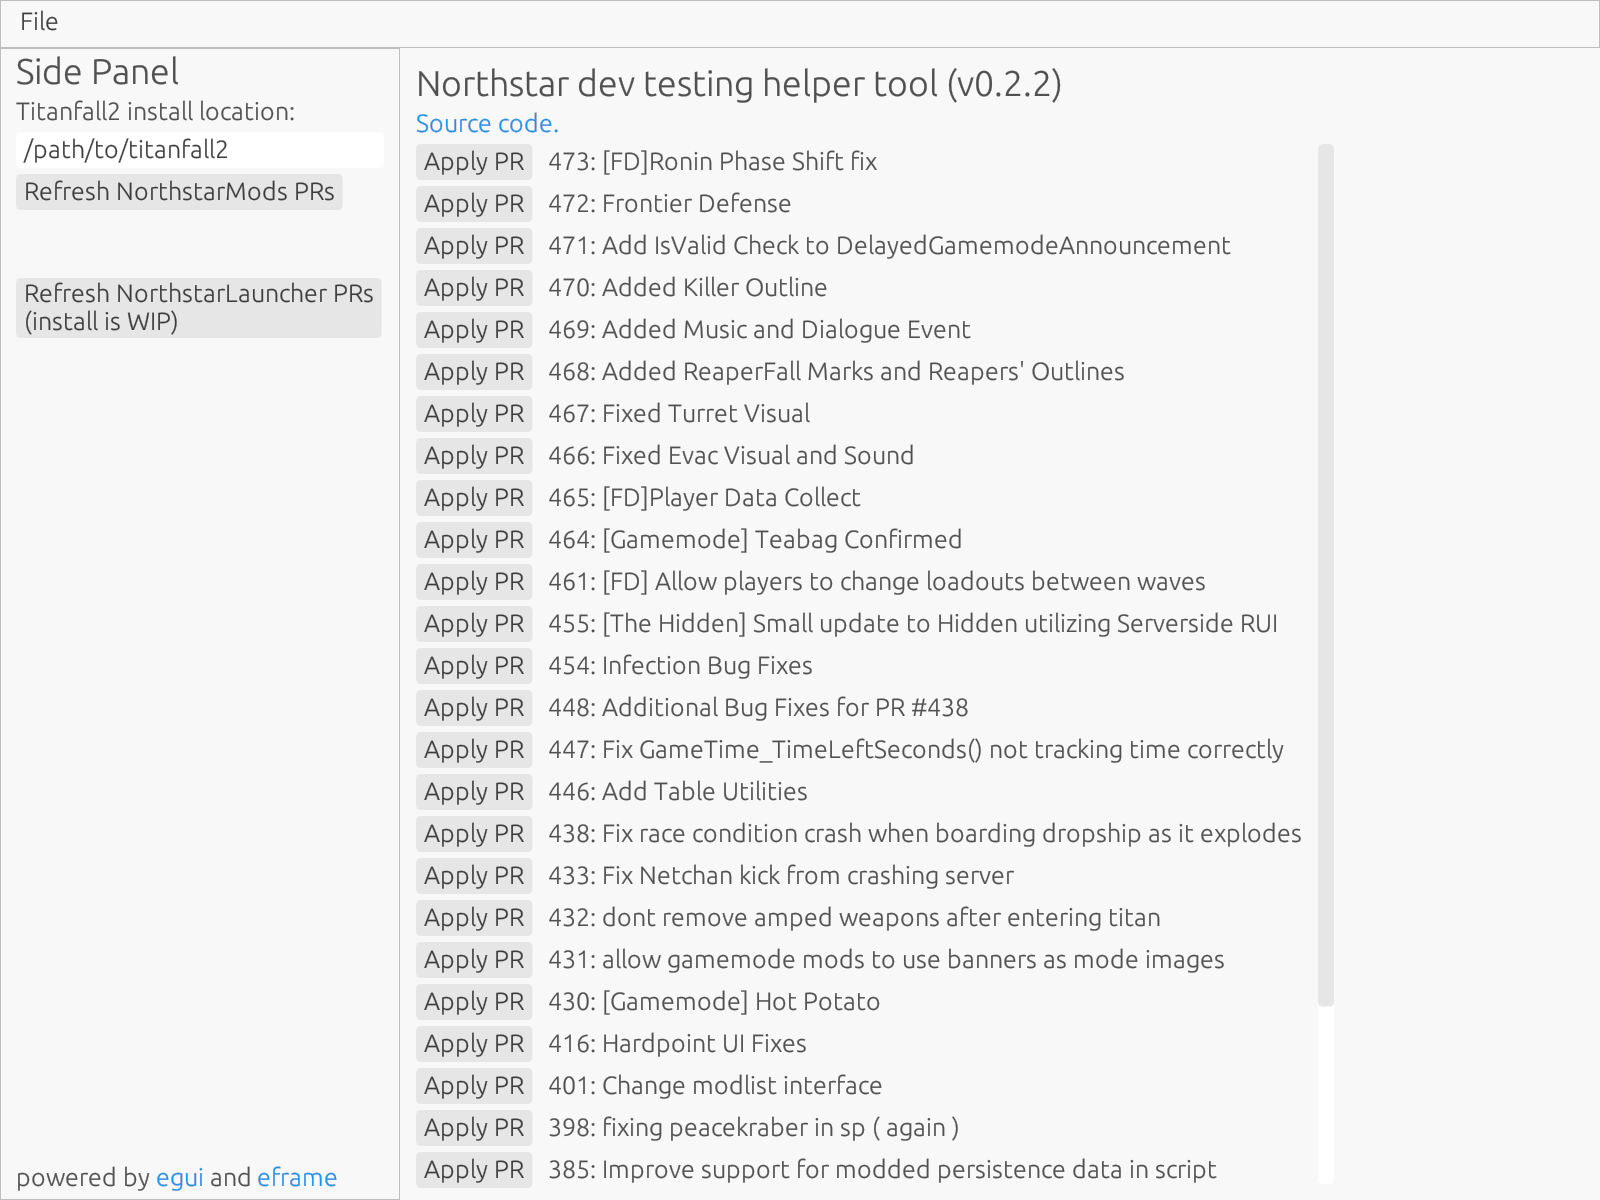 File
Side Panel
Titanfall2 install location:
/path/to/titanfall2
Refresh NorthstarMods PRs
Refresh NorthstarLauncher PRs
(install is WIP)
powered by egui and eframe
Northstar dev testing helper tool (v0.2.2)
Source code.
Apply PR 473: [FD]Ronin Phase Shift fix
Apply PR 472: Frontier Defense
Apply PR 471: Add IsValid Check to DelayedGamemodeAnnouncement
Apply PR 470: Added Killer Outline
Apply PR 469: Added Music and Dialogue Event
Apply PR 468: Added ReaperFall Marks and Reapers' Outlines
Apply PR 467: Fixed Turret Visual
Apply PR 466: Fixed Evac Visual and Sound
Apply PR 465: [FD]Player Data Collect
Apply PR 464: [Gamemode] Teabag Confirmed
Apply PR 461: [FD] Allow players to change loadouts between waves
Apply PR 455: [The Hidden] Small update to Hidden utilizing Serverside RUI
Apply PR 454: Infection Bug Fixes
Apply PR 448: Additional Bug Fixes for PR #438
Apply PR 447: Fix GameTime_TimeLeftSeconds() not tracking time correctly
Apply PR 446: Add Table Utilities
Apply PR 438: Fix race condition crash when boarding dropship as it explodes
Apply PR 433: Fix Netchan kick from crashing server
Apply PR 432: dont remove amped weapons after entering titan
Apply PR 431: allow gamemode mods to use banners as mode images
Apply PR 430: [Gamemode] Hot Potato
Apply PR 416: Hardpoint UI Fixes
Apply PR 401: Change modlist interface
Apply PR 398: fixing peacekraber in sp ( again )
Apply PR 385: Improve support for modded persistence data in script